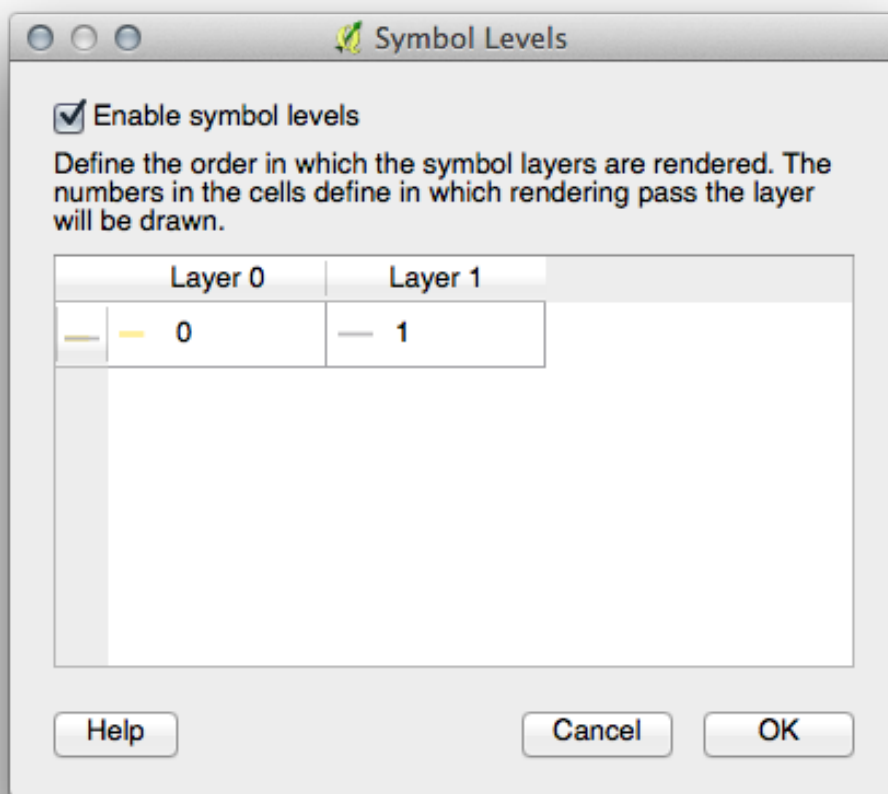 Symbol Levels
Enable symbol levels
Define the order in which the symbol layers are rendered. The
numbers in the cells define in which rendering pass the layer
will be drawn.
Layer 0 Layer 1
0 1
Help Cancel OK